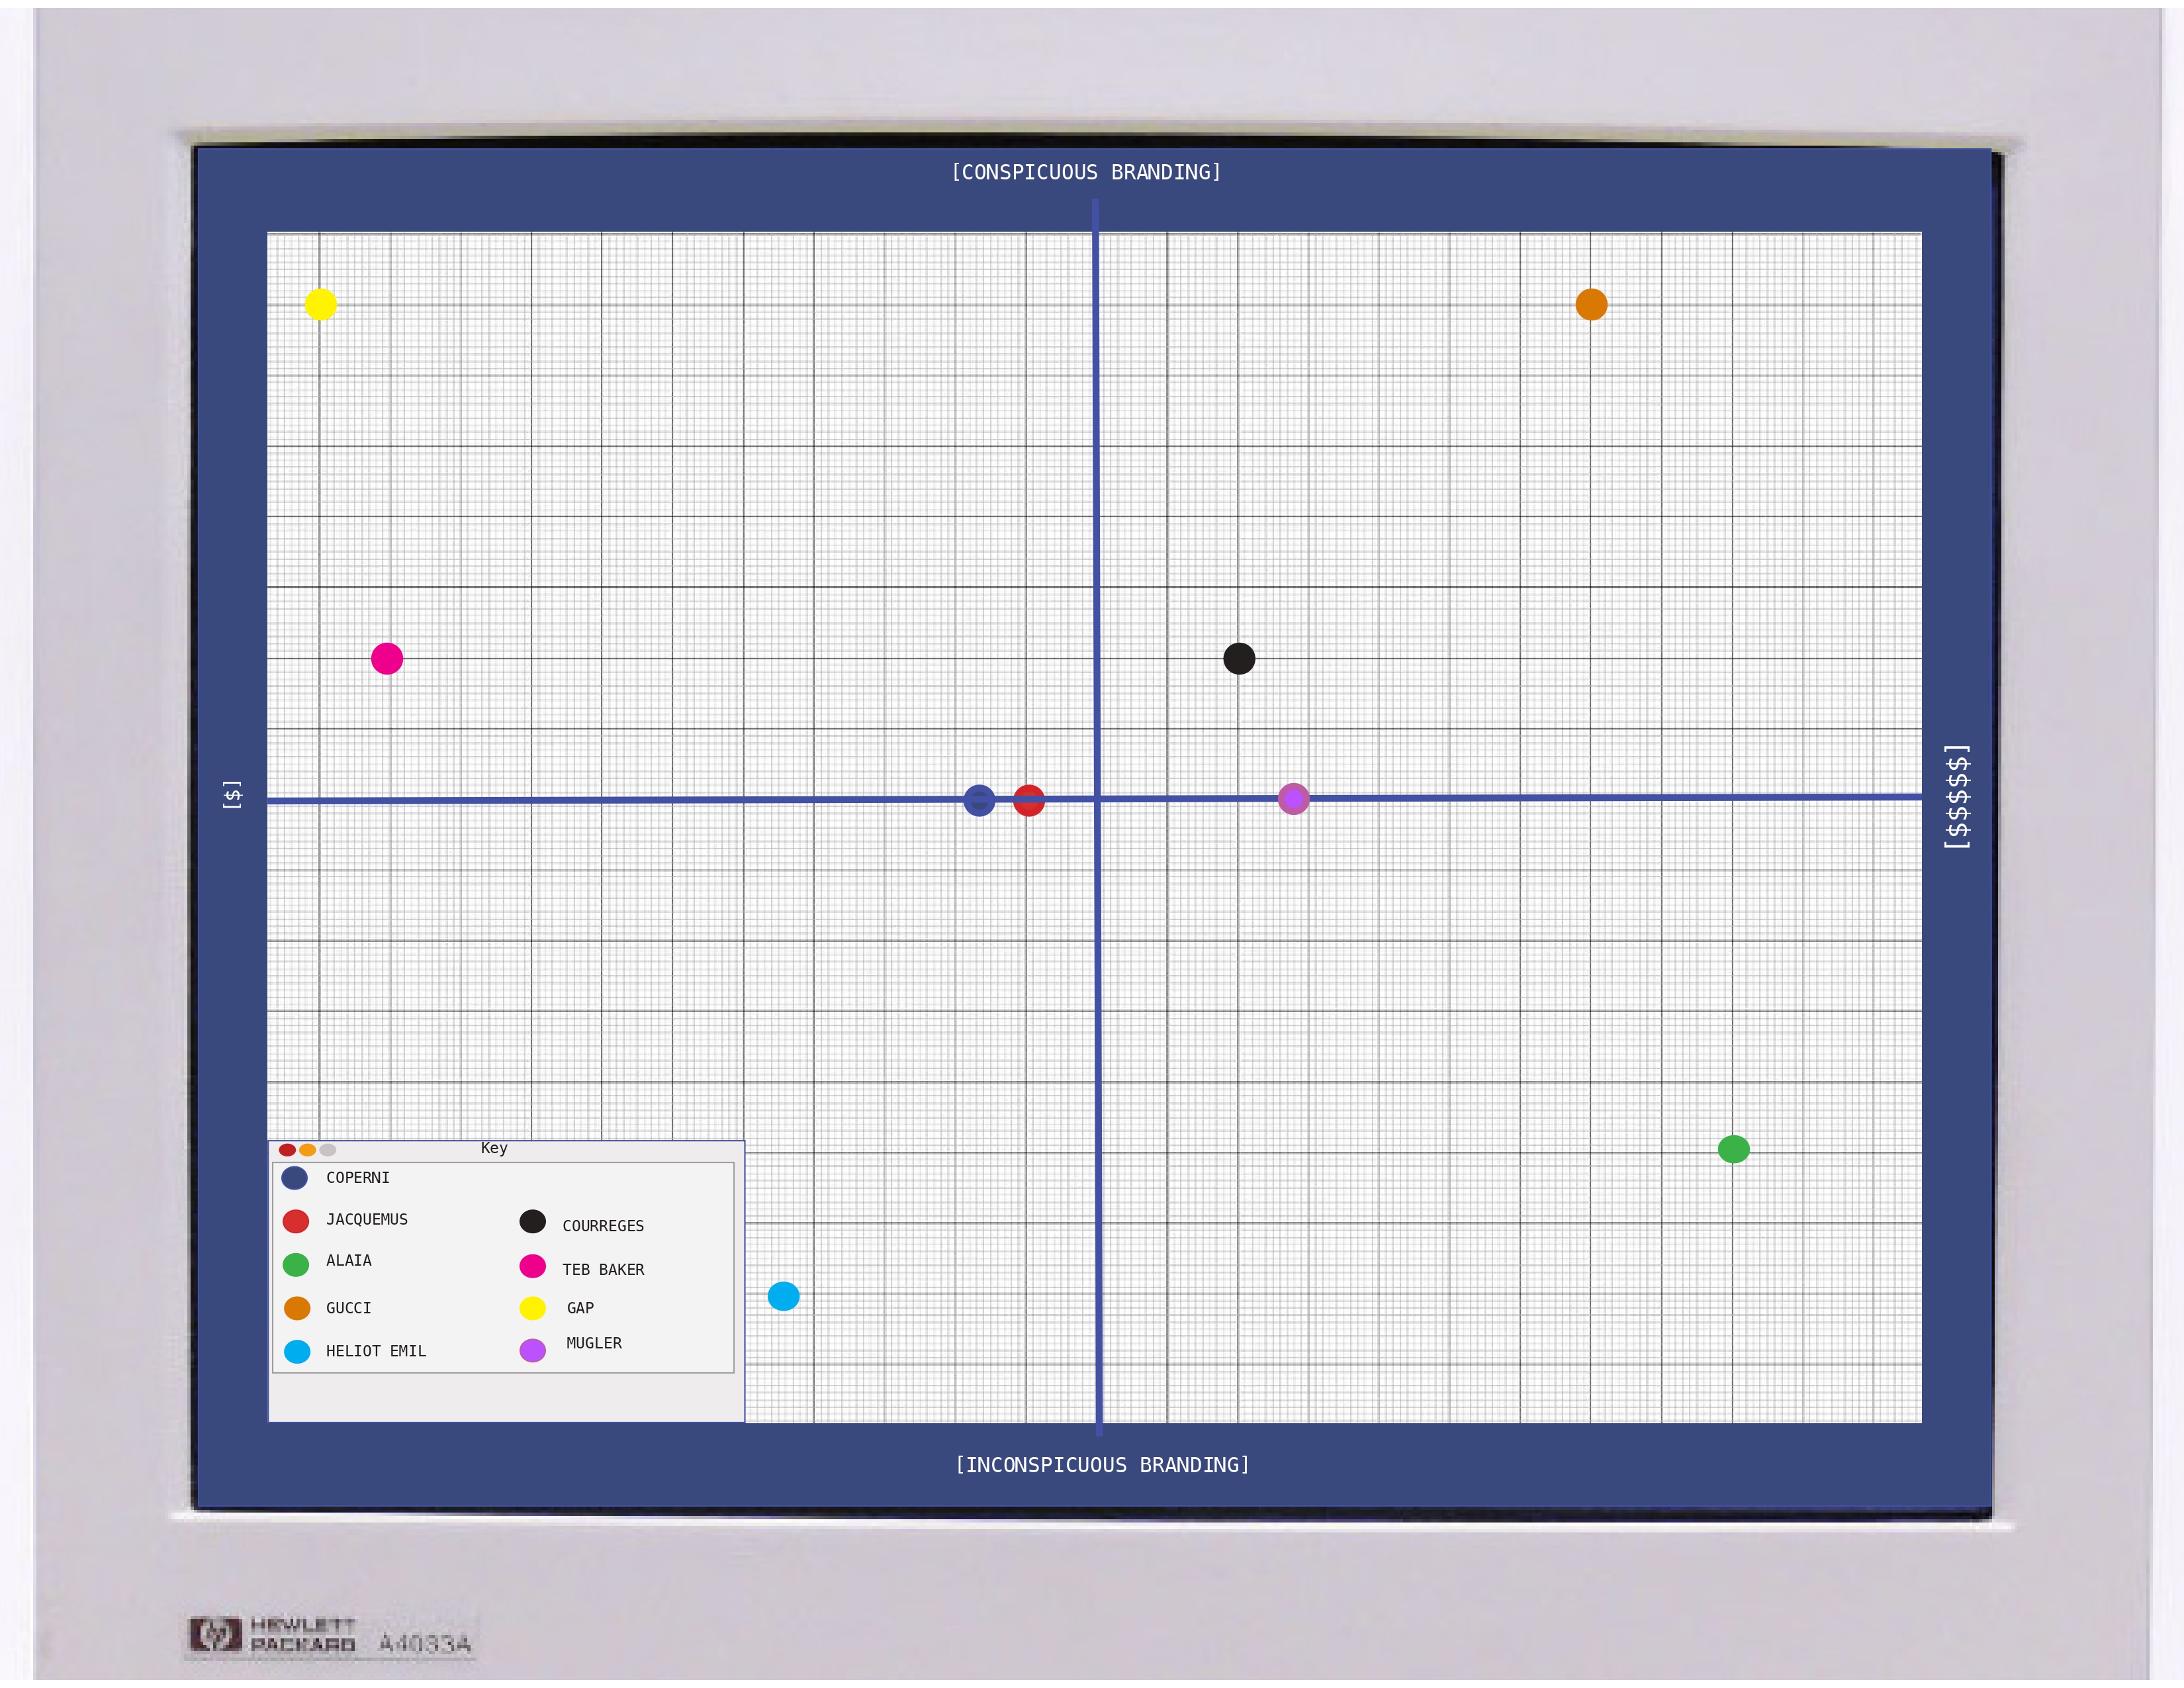 [CONSPICUOUS BRANDING]
[$]
[$$$$$]
Key
COPERNI
JACQUEMUS
ALAIA
GUCCI
HELIOT EMIL
COURREGES
TEB BAKER
GAP
MUGLER
[INCONSPICUOUS BRANDING]
HEWLETT
PACKARD A4033A